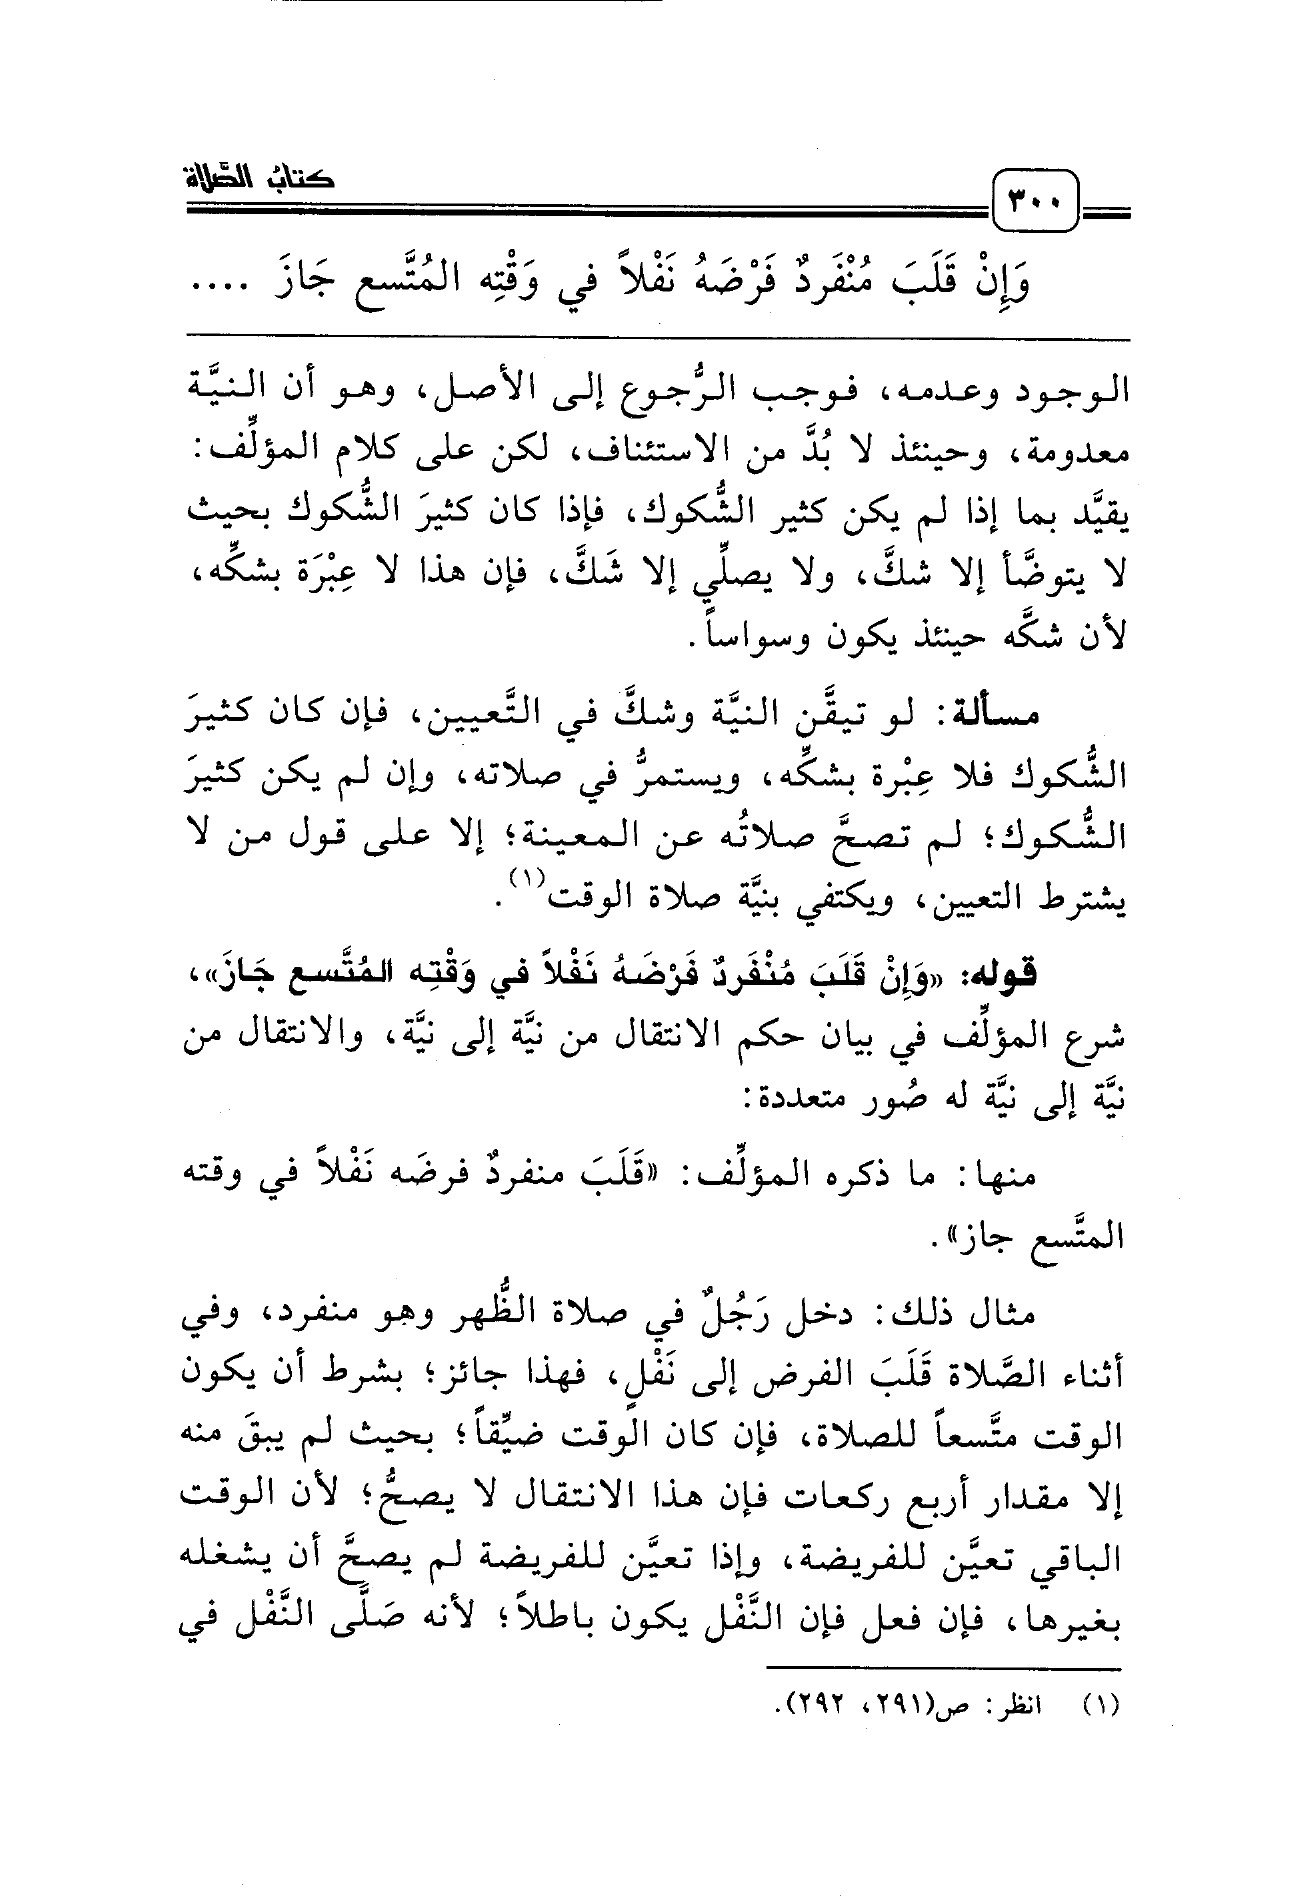 كتابُ الصَّلاة
٣٠٠
وَإِنْ قَلَبَ مُنْفَردٌ فَرْضَهُ نَفْلاً في وَقْتِه المُتَّسع جَازَ ....
الوجود وعدمه، فوجب الرُّجوع إلى الأصل، وهو أن النيَّة
معدومة، وحينئذ لا بُدَّ من الاستئناف، لكن على كلام المؤلِّف:
يقيَّد بما إذا لم يكن كثير الشُّكوك، فإذا كان كثيرَ الشُّكوك بحيث
لا يتوضَّأ إلا شكَّ، ولا يصلِّي إلا شَكَّ، فإن هذا لا عِبْرَة بشكِّه،
لأن شكَّه حينئذ يكون وسواساً.
مسألة: لو تيقَّن النيَّة وشكَّ في التَّعيين، فإن كان كثيرَ
الشُّكوك فلا عِبْرة بشكِّه، ويستمرُّ في صلاته، وإن لم يكن كثيرَ
الشُّكوك؛ لم تصحَّ صلاتُه عن المعينة؛ إلا على قول من لا
يشترط التعيين، ويكتفي بنيَّة صلاة الوقت(١).
قوله: «وَإِنْ قَلَبَ مُنْفَردٌ فَرْضَهُ نَفْلاً في وَقْتِه المُتَّسع جَازَ»،
شرع المؤلِّف في بيان حكم الانتقال من نيَّة إلى نيَّة، والانتقال من
نيَّة إلى نيَّة له صُور متعددة:
منها: ما ذكره المؤلِّف: «قَلَبَ منفردٌ فرضَه نَفْلاً في وقته
المتَّسع جاز».
مثال ذلك: دخل رَجُلٌ في صلاة الظُّهر وهو منفرد، وفي
أثناء الصَّلاة قَلَبَ الفرض إلى نَفْلٍ، فهذا جائز؛ بشرط أن يكون
الوقت متَّسعاً للصلاة، فإن كان الوقت ضيِّقاً؛ بحيث لم يبقَ منه
إلا مقدار أربع ركعات فإن هذا الانتقال لا يصحُّ؛ لأن الوقت
الباقي تعيَّن للفريضة، وإذا تعيَّن للفريضة لم يصحَّ أن يشغله
بغيرها، فإن فعل فإن النَّفْل يكون باطلاً؛ لأنه صَلَّى النَّفْل في
(١) انظر: ص(٢٩١، ٢٩٢).